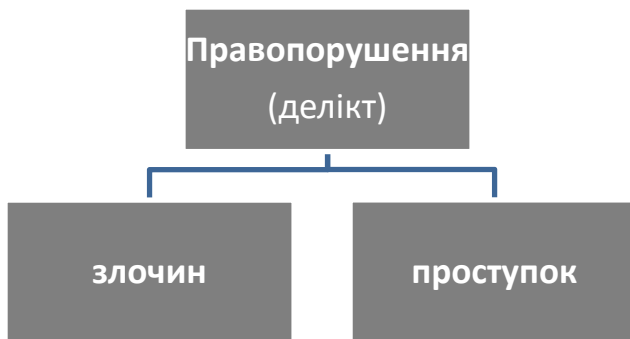 Правопорушення
(делікт)
злочин
проступок